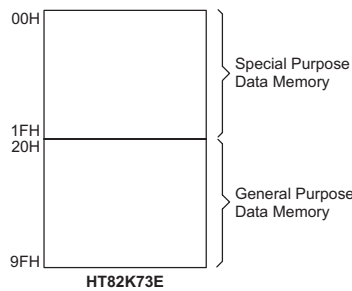 00H
Special Purpose
Data Memory
1FH
20H
General Purpose
Data Memory
9FH
HT82K73E